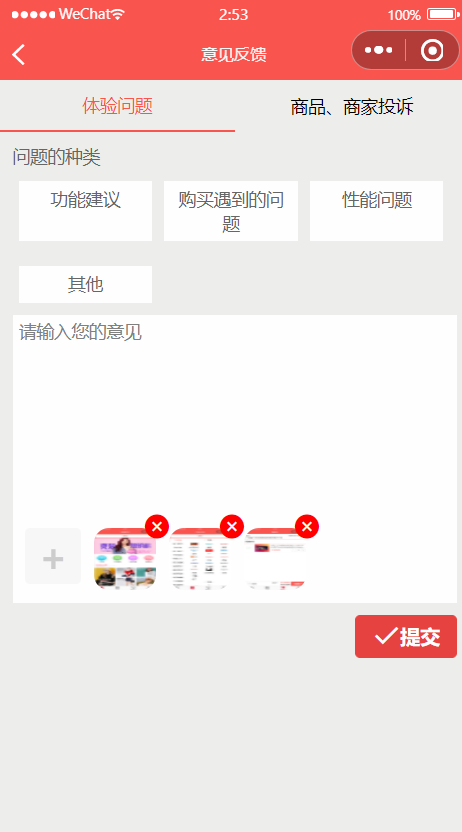 WeChat 2:53 100%
意见反馈
体验问题 商品、商家投诉
问题的种类
功能建议 购买遇到的问 性能问题
题
其他
请输入您的意见
提交